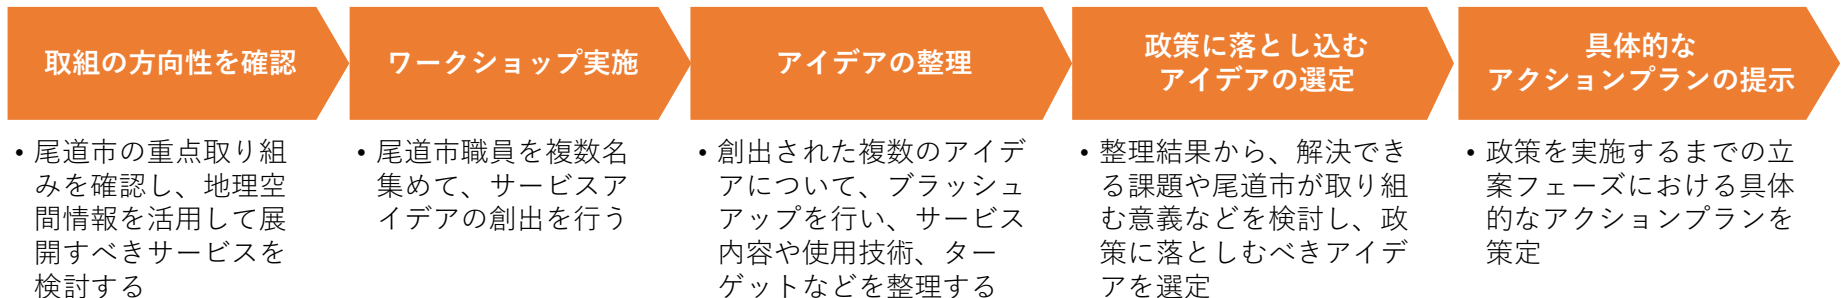 取組の方向性を確認
• 尾道市の重点取り組
みを確認し、地理空
間情報を活用して展
開すべきサービスを
検討する
ワークショップ実施
• 尾道市職員を複数名
集めて、サービスア
イデアの創出を行う
アイデアの整理
• 創出された複数のアイデ
アについて、ブラッシュ
アップを行い、サービス
内容や使用技術、ター
ゲットなどを整理する
政策に落とし込む
アイデアの選定
• 整理結果から、解決でき
る課題や尾道市が取り組
む意義などを検討し、政
策に落としむべきアイデ
アを選定
具体的な
アクションプランの提示
• 政策を実施するまでの立
案フェーズにおける具体
的なアクションプランを
策定